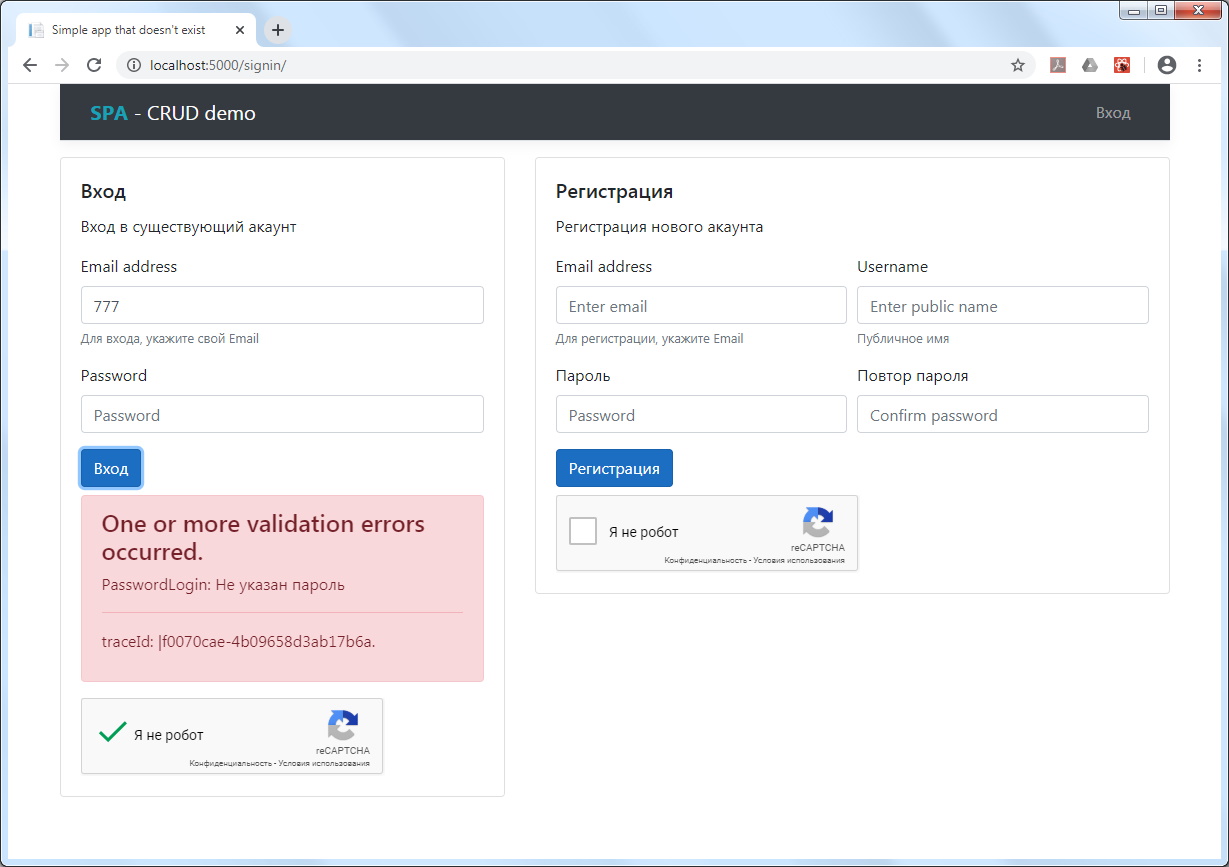 Simple app that doesn't exist
localhost:5000/signin/
SPA - CRUD demo
Вход
Вход
Вход в существующий акаунт
Email address
777
Для входа, укажите свой Email
Password
Password
Вход
One or more validation errors
occurred.
PasswordLogin: Не указан пароль
traceId: |f0070cae-4b09658d3ab17b6a.
Я не робот
reCAPTCHA
Конфиденциальность - Условия использования
Регистрация
Регистрация нового акаунта
Email address
Username
Enter email
Enter public name
Для регистрации, укажите Email
Публичное имя
Пароль
Повтор пароля
Password
Confirm password
Регистрация
Я не робот
reCAPTCHA
Конфиденциальность - Условия использования